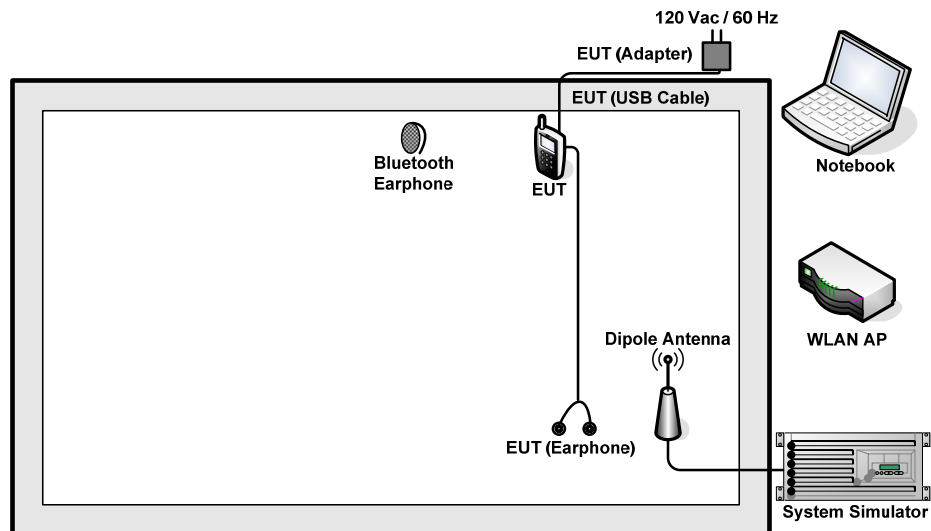 120 Vac / 60 Hz
EUT (Adapter)
EUT (USB Cable)
Bluetooth
Earphone
EUT
Notebook
WLAN AP
Dipole Antenna
EUT (Earphone)
System Simulator